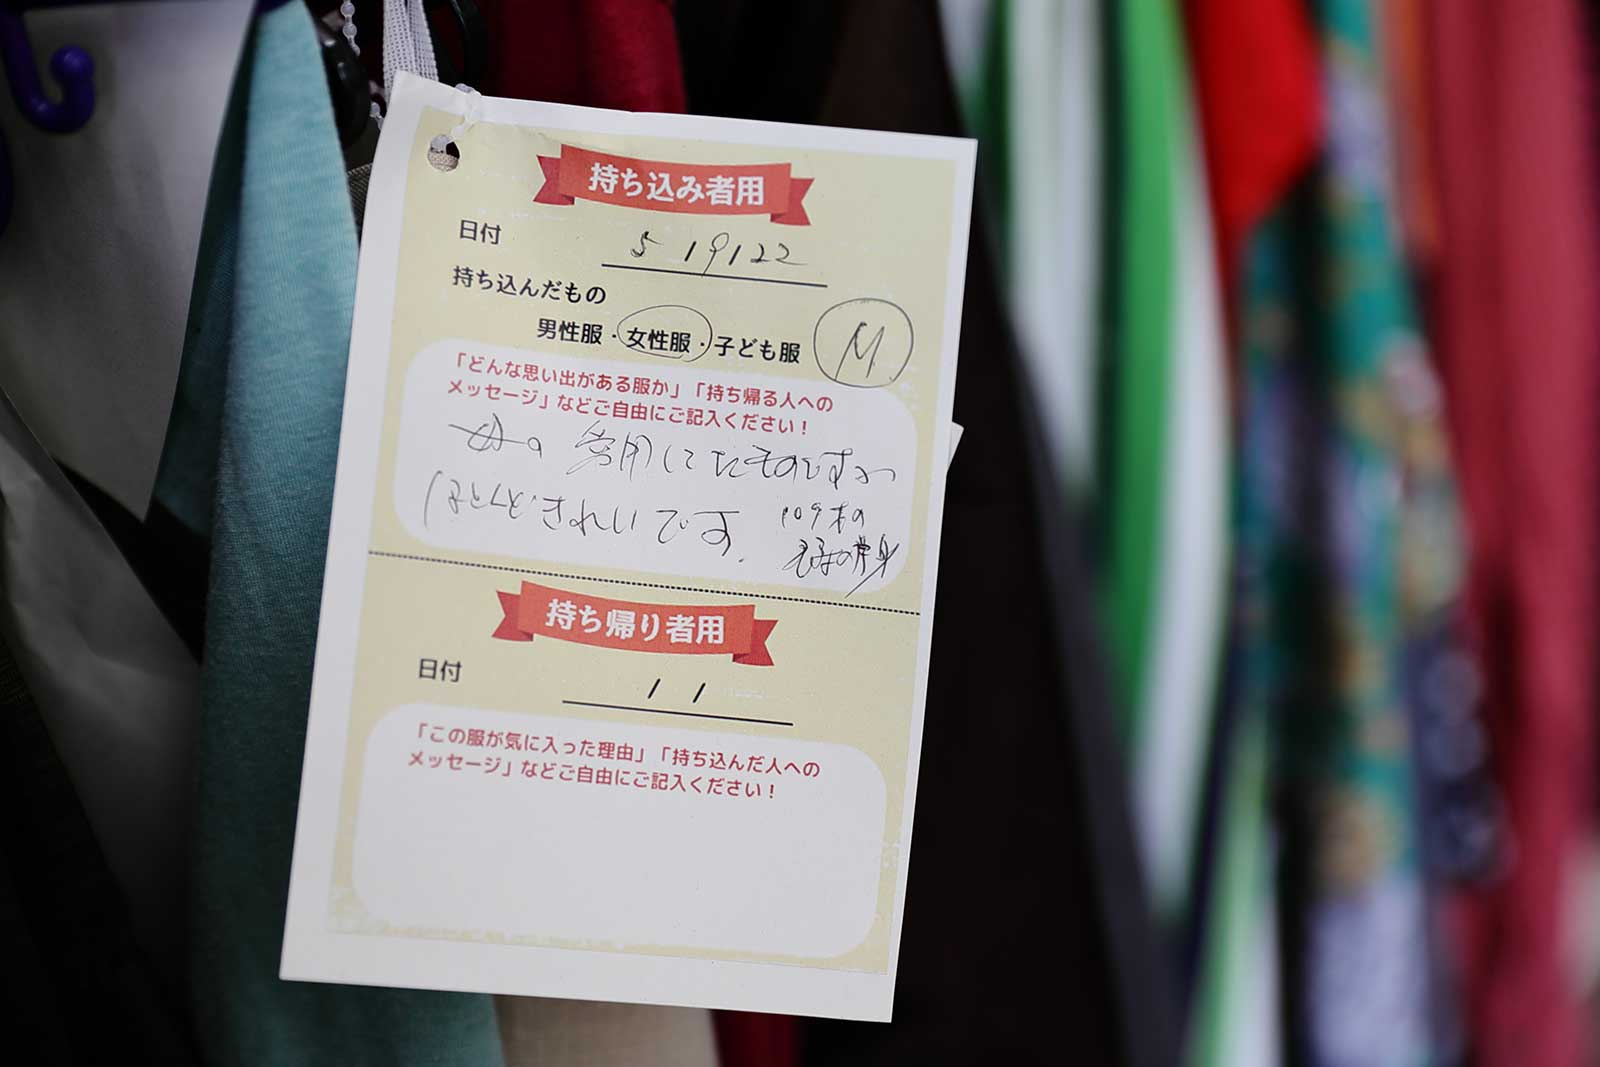 持ち込み者用
日付 5 19122
持ち込んだもの
男性服・女性服・子ども服 M
「どんな思い出がある服か」「持ち帰る人への
メッセージ」などご自由にご記入ください！
母の 着用してたものですが
ほとんどきれいです.
持ち帰り者用
日付 / /
「この服が気に入った理由」「持ち込んだ人への
メッセージ」などご自由にご記入ください！